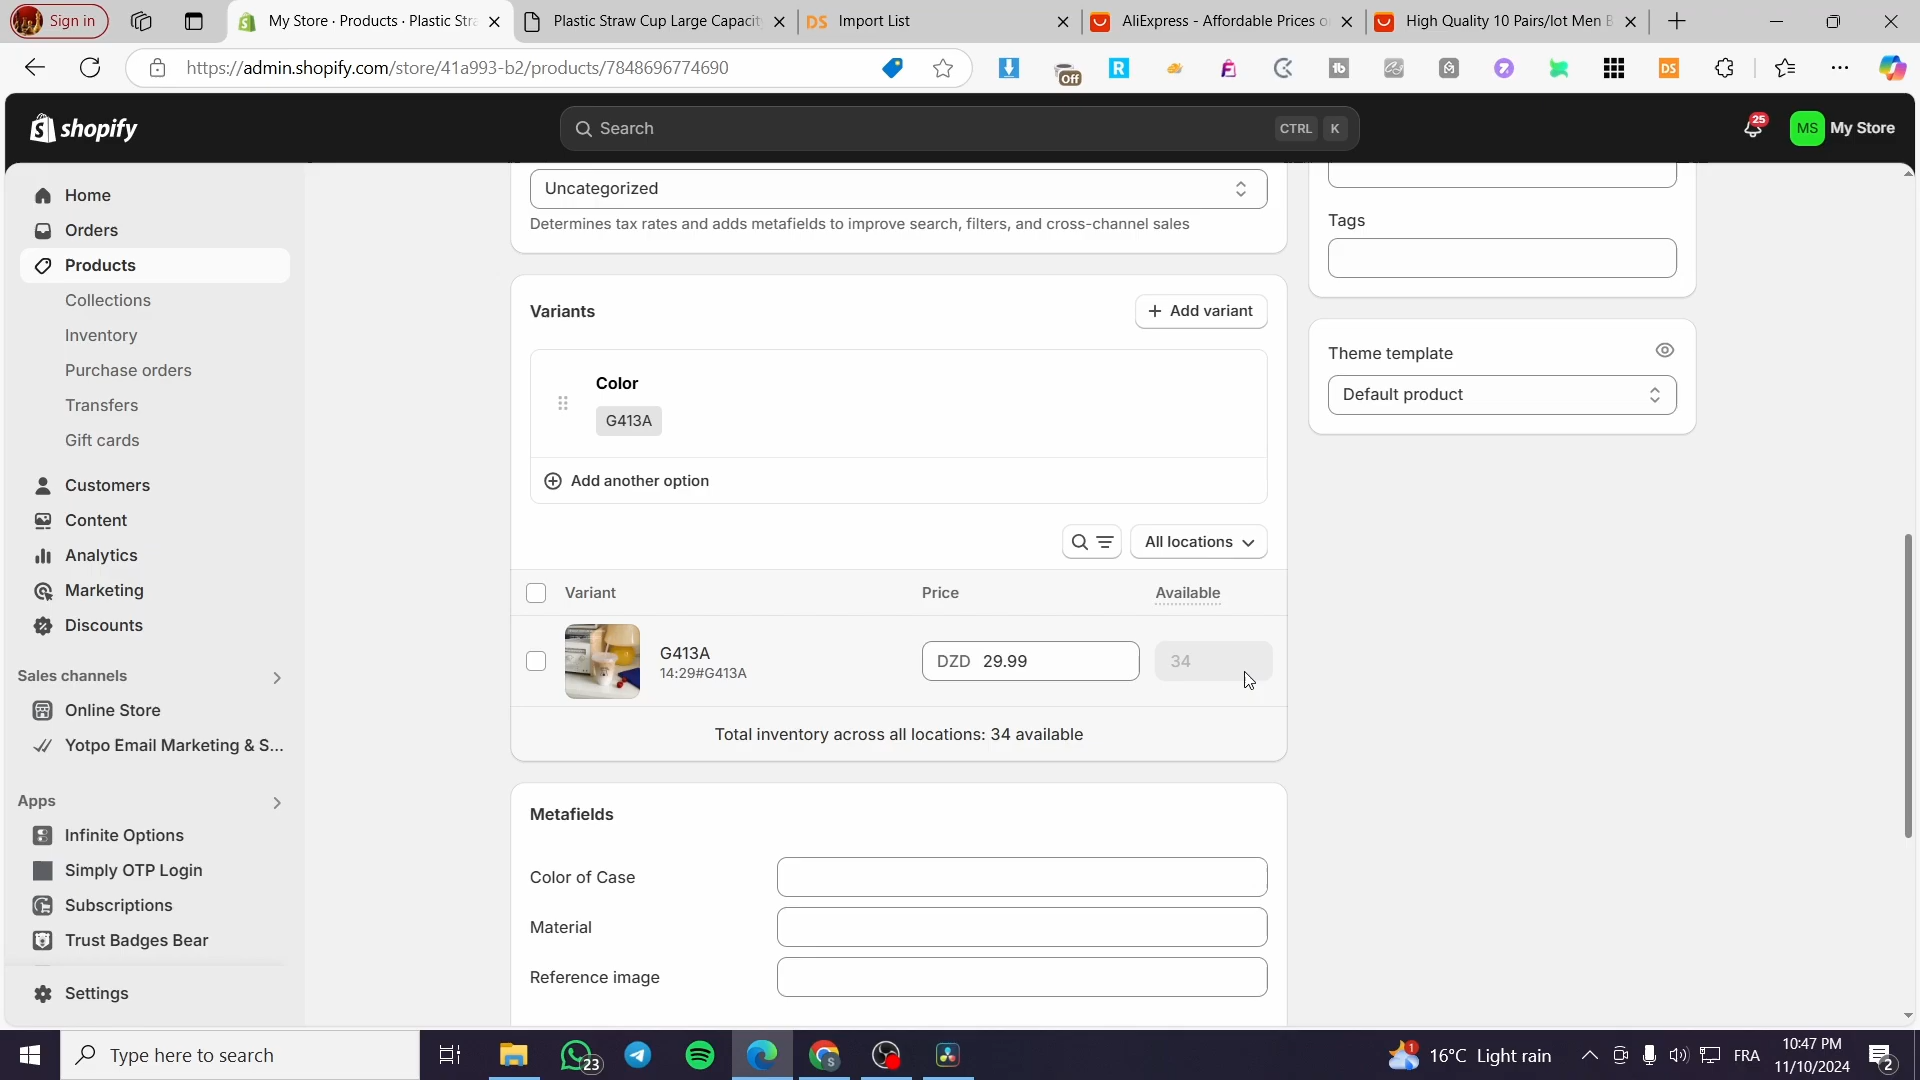 Sign in
My Store · Products · Plastic Stra
Plastic Straw Cup Large Capacit
DS Import List
AliExpress - Affordable Prices o
High Quality 10 Pairs/lot Men B
https://admin.shopify.com/store/41a993-b2/products/7848696774690
Off
shopify
Search
CTRL K
25
MS My Store
Home
Orders
Products
Collections
Inventory
Purchase orders
Transfers
Gift cards
Customers
Content
Analytics
Marketing
Discounts
Sales channels
Online Store
Yotpo Email Marketing & S...
Apps
Infinite Options
Simply OTP Login
Subscriptions
Trust Badges Bear
Settings
Uncategorized
Determines tax rates and adds metafields to improve search, filters, and cross-channel sales
Variants
+ Add variant
Color
G413A
Add another option
All locations
Variant Price Available
G413A
14:29#G413A
DZD 29.99
34
Total inventory across all locations: 34 available
Metafields
Color of Case
Material
Reference image
Tags
Theme template
Default product
Type here to search
23
1
16°C Light rain
FRA
10:47 PM
11/10/2024
2